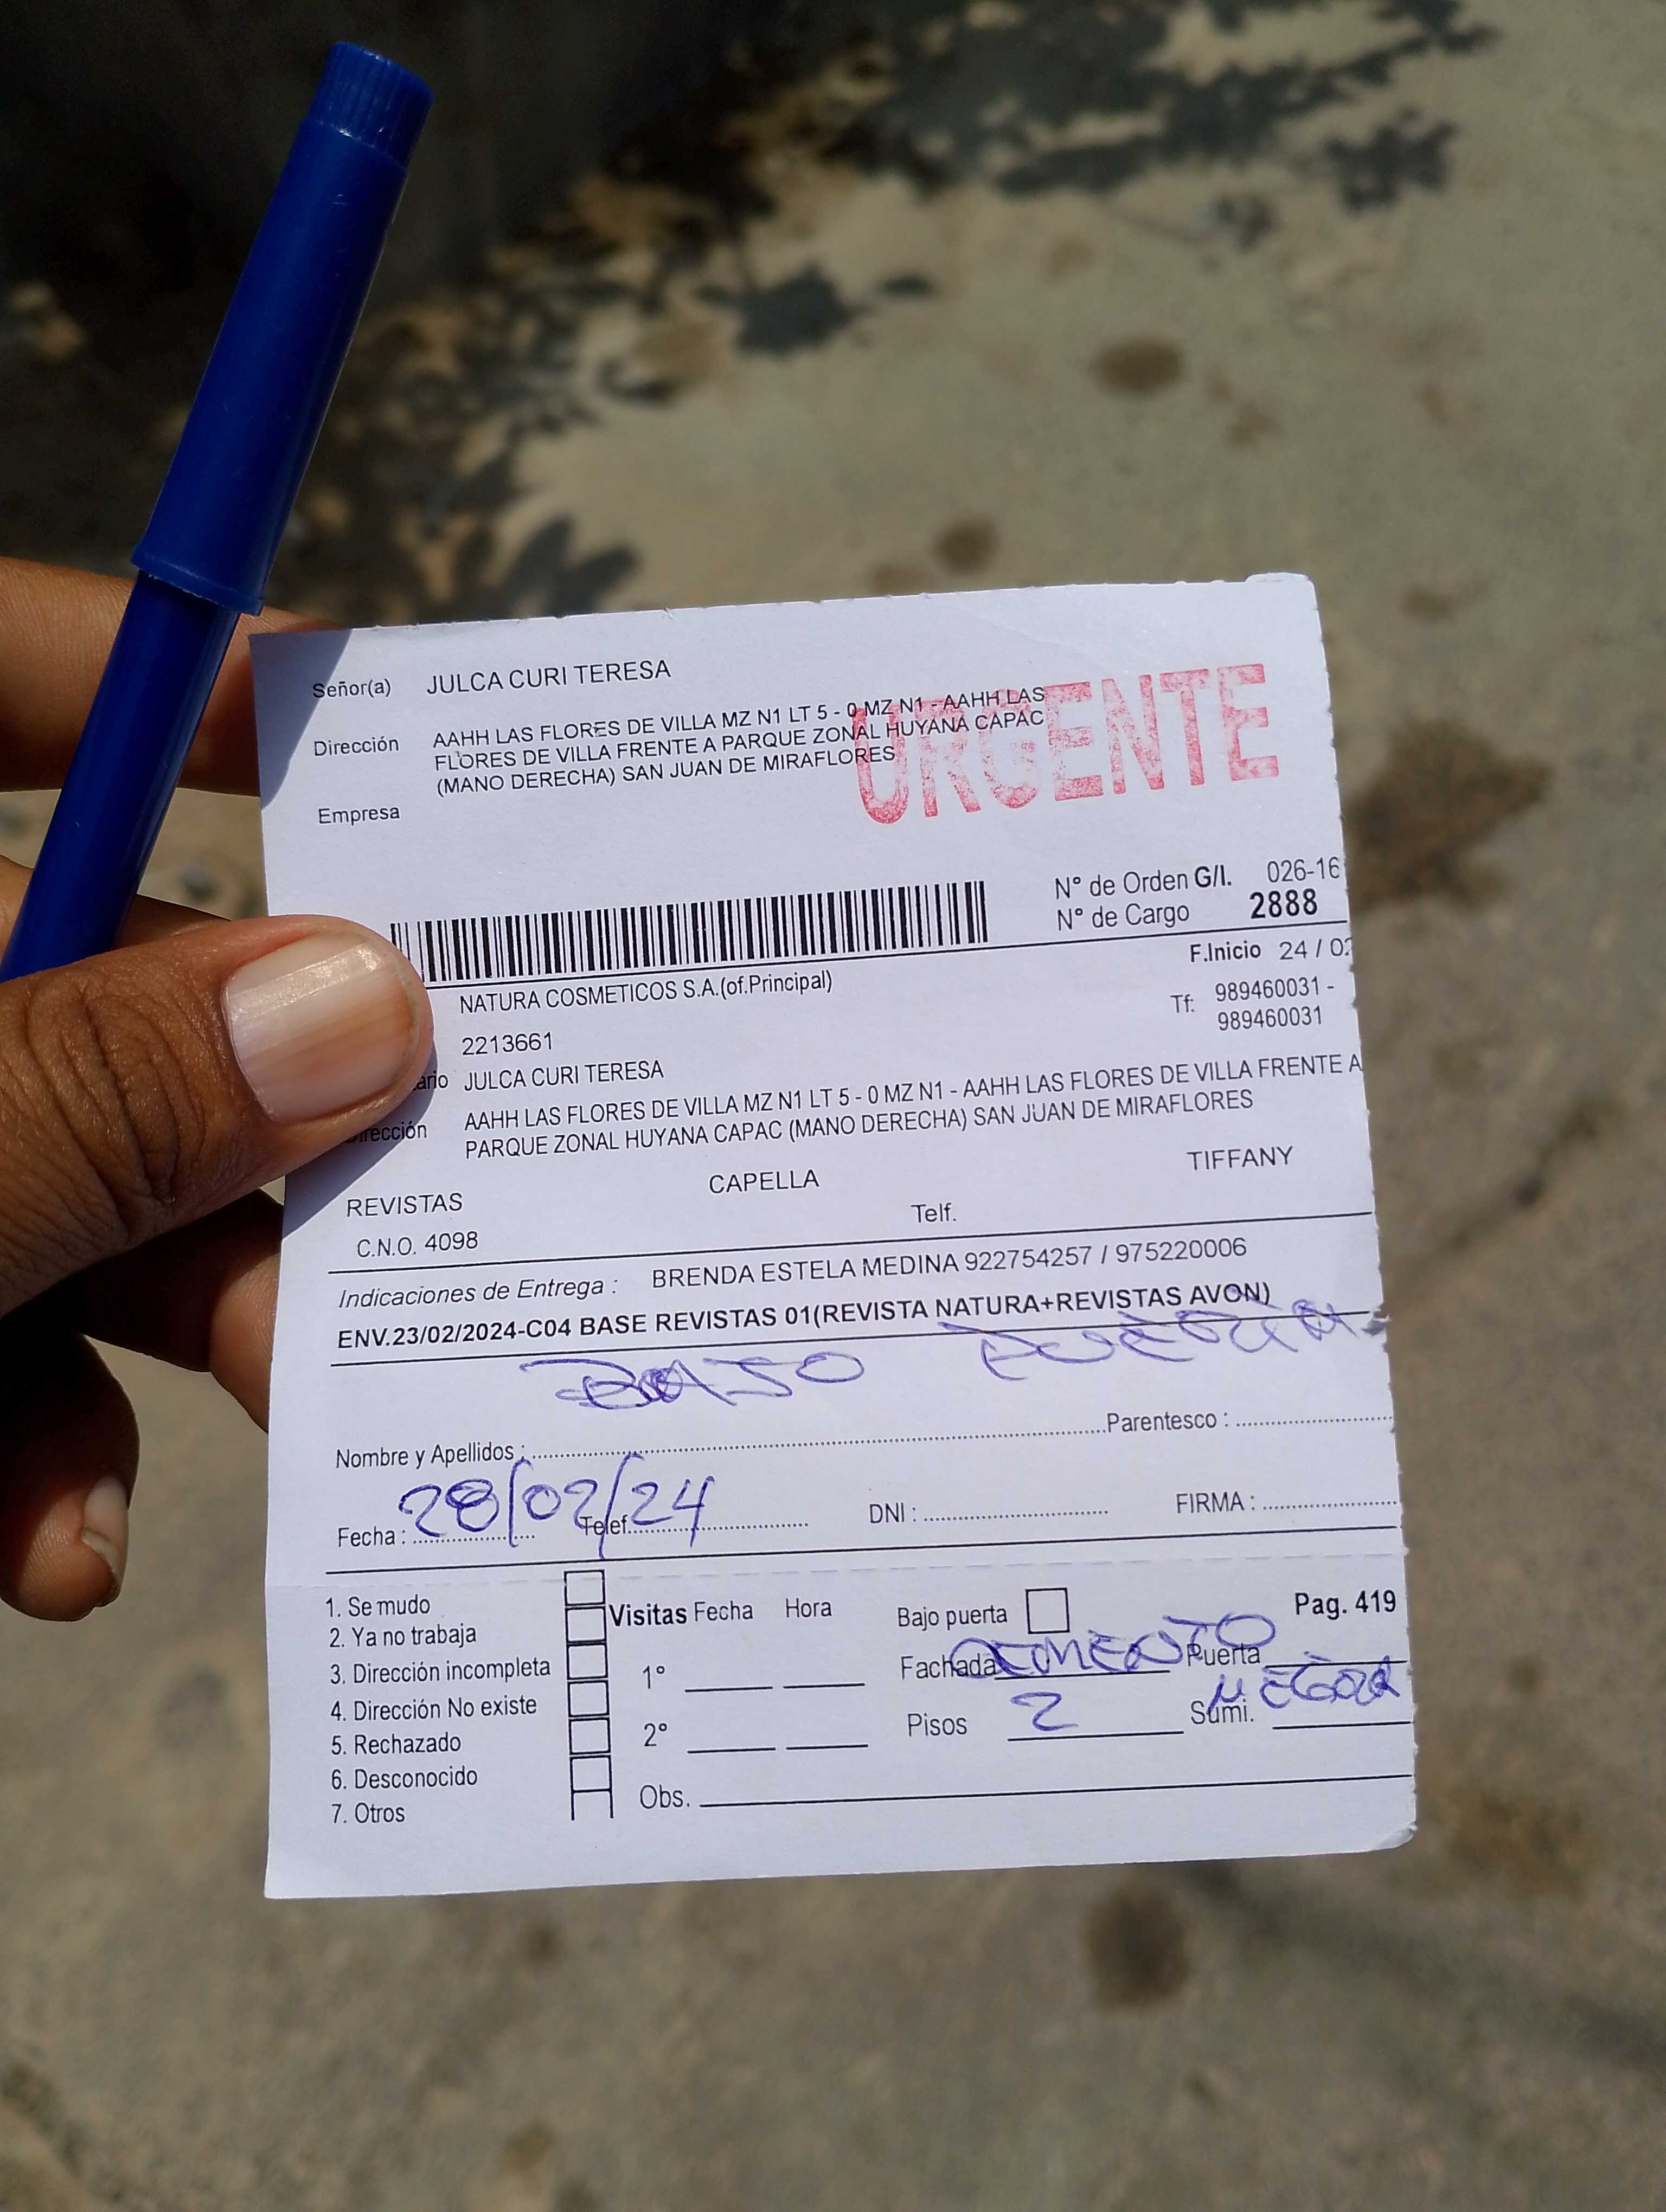 Señor(a) JULCA CURI TERESA
URGENTE
Dirección AAHH LAS FLORES DE VILLA MZ N1 LT 5 - 0 MZ N1 - AAHH LAS
FLORES DE VILLA FRENTE A PARQUE ZONAL HUYANA CAPAC
(MANO DERECHA) SAN JUAN DE MIRAFLORES
Empresa
N° de Orden G/I. 026-16
N° de Cargo 2888
F.Inicio 24 / 02
NATURA COSMETICOS S.A.(of.Principal)
Tf: 989460031 -
989460031
2213661
ario JULCA CURI TERESA
Dirección AAHH LAS FLORES DE VILLA MZ N1 LT 5 - 0 MZ N1 - AAHH LAS FLORES DE VILLA FRENTE A
PARQUE ZONAL HUYANA CAPAC (MANO DERECHA) SAN JUAN DE MIRAFLORES
REVISTAS CAPELLA TIFFANY
C.N.O. 4098 Telf.
Indicaciones de Entrega : BRENDA ESTELA MEDINA 922754257 / 975220006
ENV.23/02/2024-C04 BASE REVISTAS 01(REVISTA NATURA+REVISTAS AVON)
BAJO PUERTA
Nombre y Apellidos : Parentesco :
Fecha : 28/02/24 Telef. DNI : FIRMA :
1. Se mudo
2. Ya no trabaja
3. Dirección incompleta
4. Dirección No existe
5. Rechazado
6. Desconocido
7. Otros
Visitas Fecha Hora
1°
2°
Obs.
Bajo puerta Pag. 419
Fachada CEMENTO Puerta NEGRA
Pisos 2 Sumi.